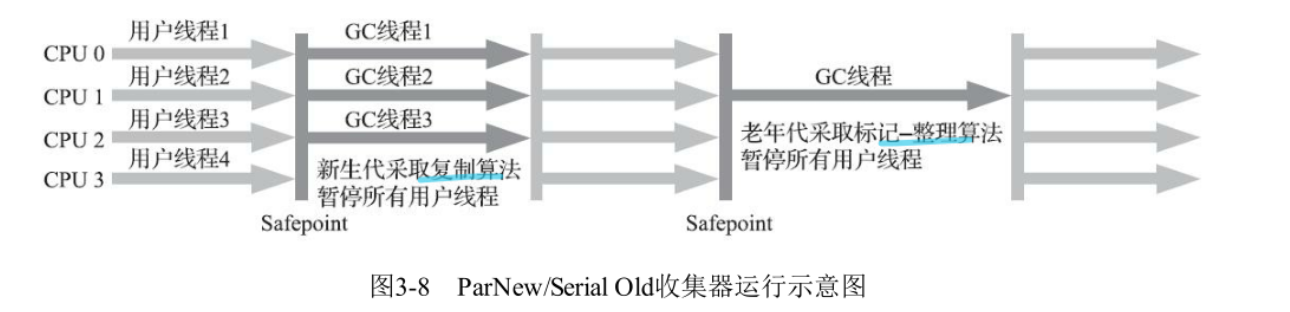 用户线程1
GC线程1
CPU 0
用户线程2
GC线程2
GC线程
CPU 1
用户线程3
GC线程3
CPU 2
用户线程4
CPU 3
新生代采取复制算法
暂停所有用户线程
老年代采取标记–整理算法
暂停所有用户线程
Safepoint
Safepoint
图3-8 ParNew/Serial Old收集器运行示意图